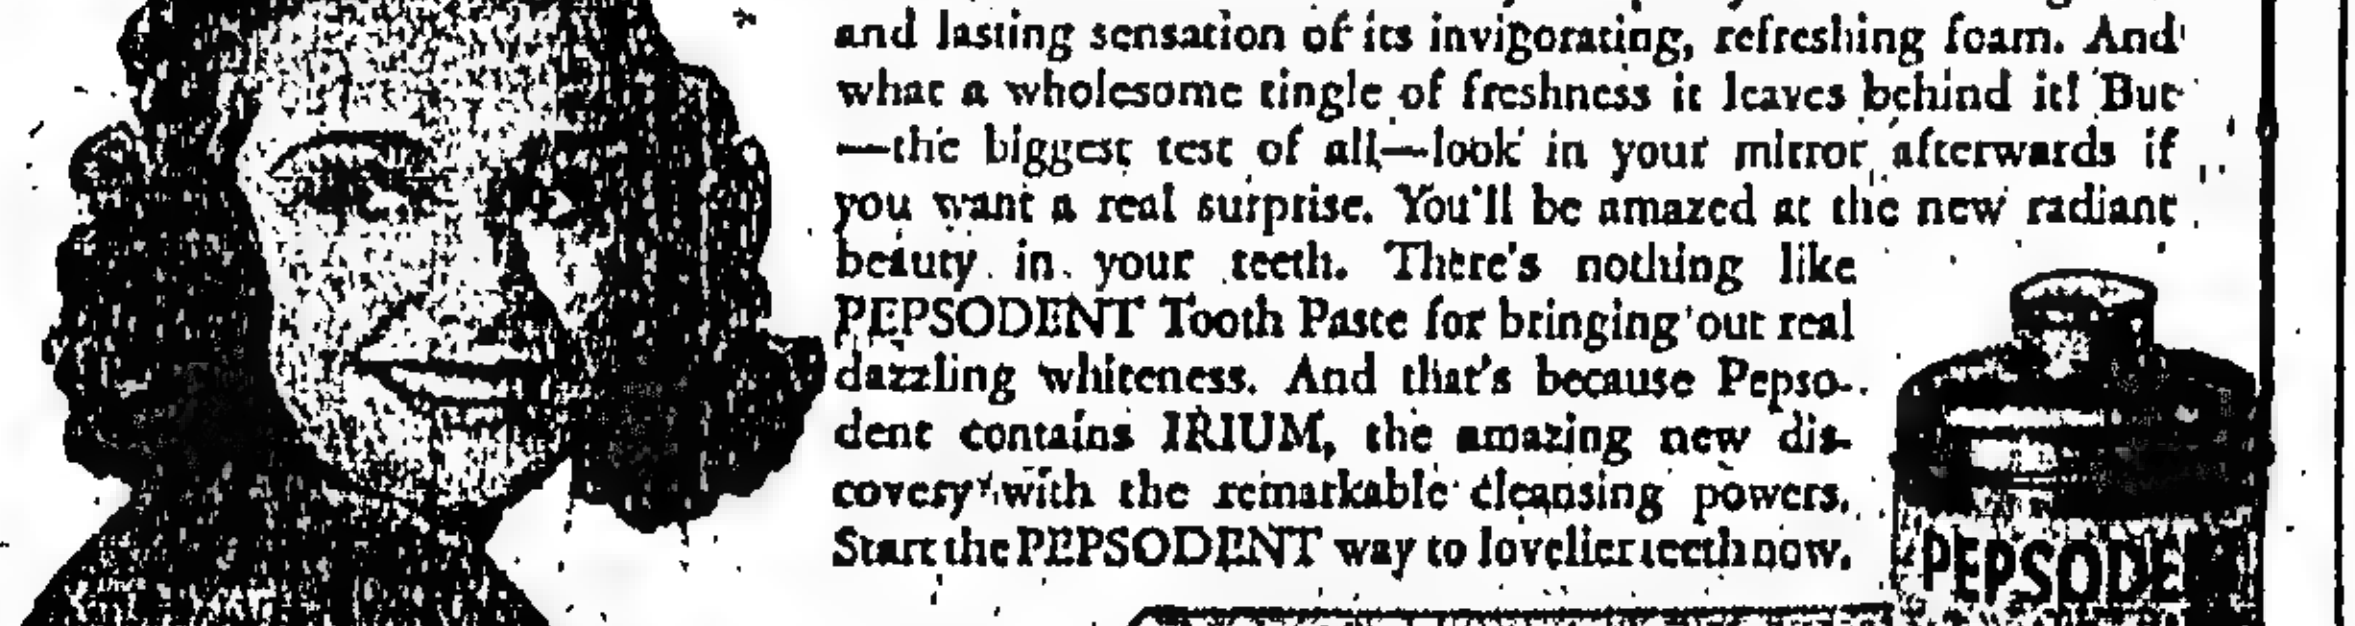 and lasting sensation of its invigorating, refreshing foam. And
what a wholesome tingle of freshness it leaves behind it! But
—the biggest test of all,—look in your mirror afterwards if
you want a real surprise. You'll be amazed at the new radiant
beauty in your teeth. There's nothing like
PEPSODENT Tooth Paste for bringing out real
dazzling whiteness. And that's because Pepso-
dent contains IRIUM, the amazing new dis-
covery with the remarkable cleansing powers.
Start the PEPSODENT way to lovelier teeth now.
PEPSODE